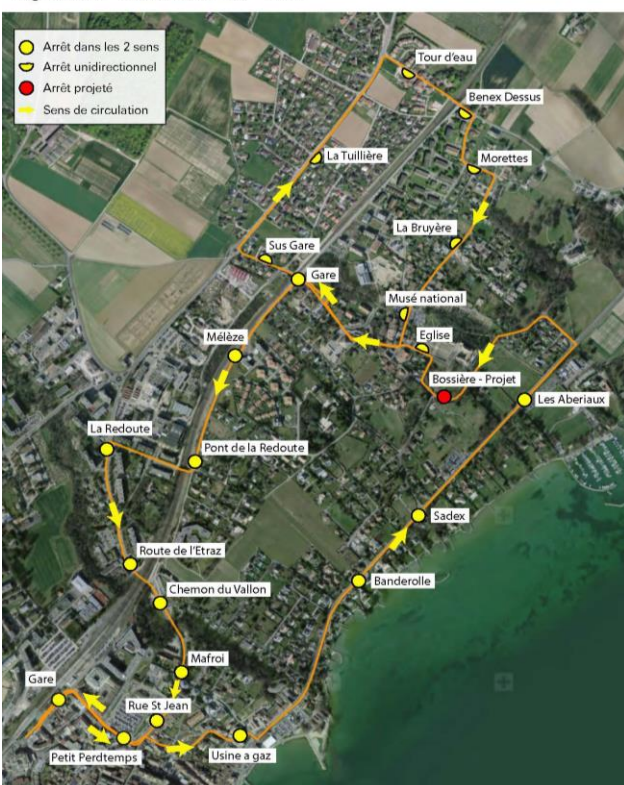 Arrêt dans les 2 sens
Arrêt unidirectionnel
Arrêt projeté
Sens de circulation
Tour d'eau
Benex Dessus
La Tuillière
Morettes
La Bruyère
Sus Gare
Gare
Musé national
Eglise
Mélèze
Bossière - Projet
Les Aberiaux
La Redoute
Pont de la Redoute
Sadex
Route de l'Etraz
Banderolle
Chemon du Vallon
Mafroi
Gare
Rue St Jean
Petit Perdtemps
Usine a gaz